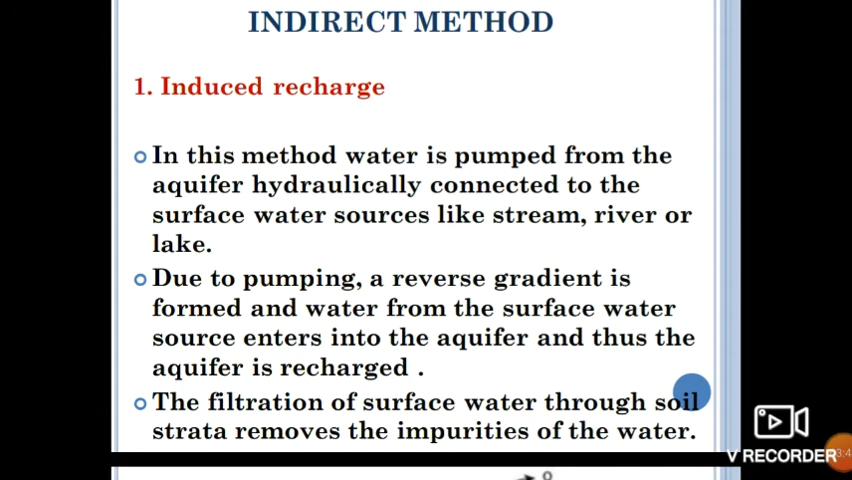 INDIRECT METHOD
1. Induced recharge
In this method water is pumped from the
aquifer hydraulically connected to the
surface water sources like stream, river or
lake.
Due to pumping, a reverse gradient is
formed and water from the surface water
source enters into the aquifer and thus the
aquifer is recharged .
The filtration of surface water through soil
strata removes the impurities of the water.
V RECORDER